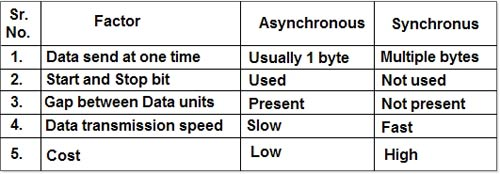 Sr. No. Factor Asynchronous Synchronus
1. Data send at one time Usually 1 byte Multiple bytes
2. Start and Stop bit Used Not used
3. Gap between Data units Present Not present
4. Data transmission speed Slow Fast
5. Cost Low High